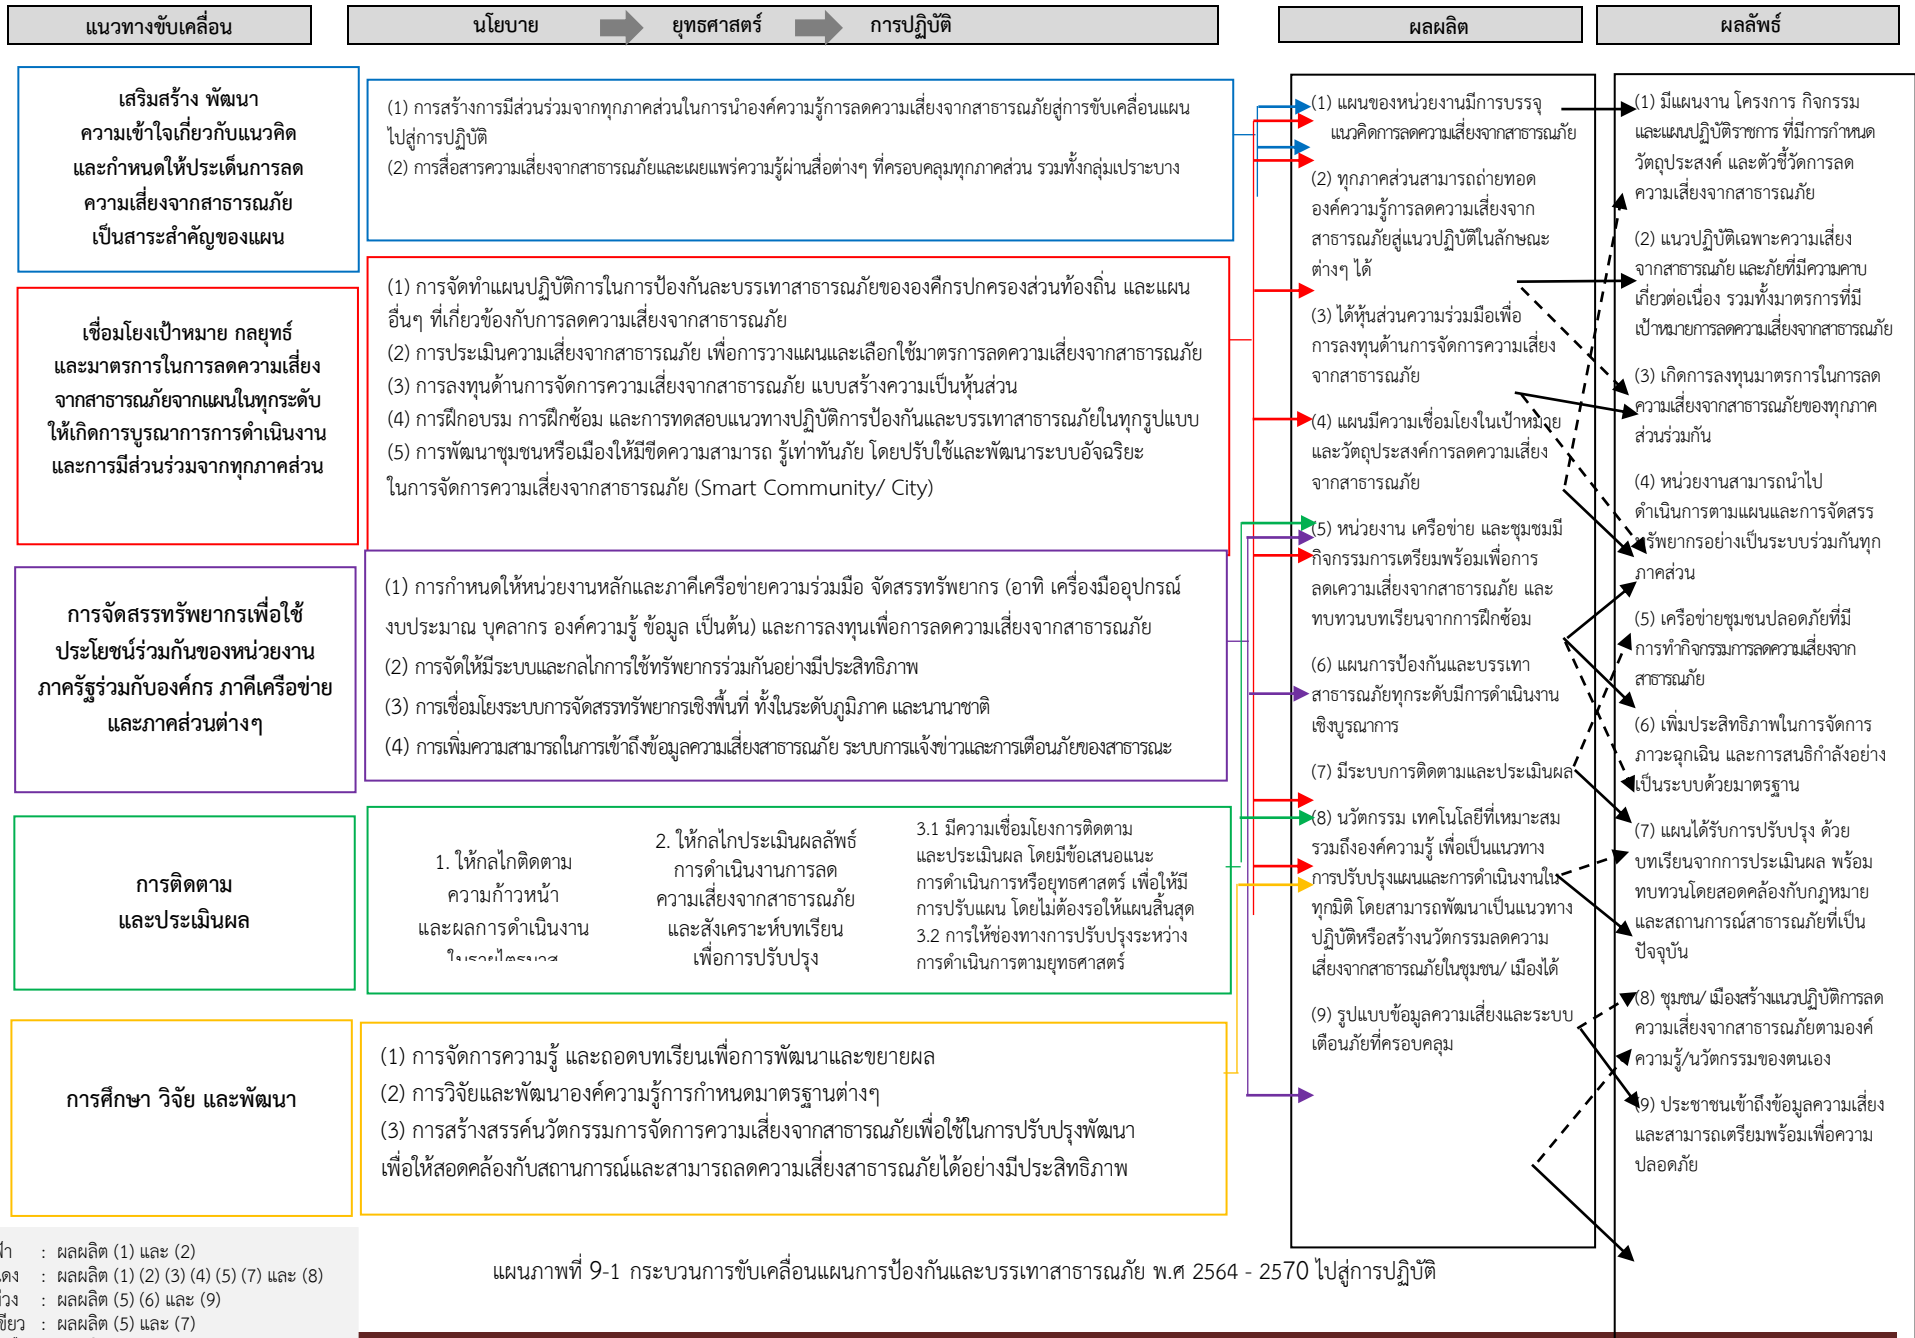 แนวทางขับเคลื่อน
นโยบาย
ยุทธศาสตร์
การปฏิบัติ
ผลผลิต
ผลลัพธ์
เสริมสร้าง พัฒนา
ความเข้าใจเกี่ยวกับแนวคิด
และกำหนดให้ประเด็นการลด
ความเสี่ยงจากสาธารณภัย
เป็นสาระสำคัญของแผน
(1) การสร้างการมีส่วนร่วมจากทุกภาคส่วนในการนำองค์ความรู้การลดความเสี่ยงจากสาธารณภัยสู่การขับเคลื่อนแผน
ไปสู่การปฏิบัติ
(2) การสื่อสารความเสี่ยงจากสาธารณภัยและเผยแพร่ความรู้ผ่านสื่อต่างๆ ที่ครอบคลุมทุกภาคส่วน รวมทั้งกลุ่มเปราะบาง
เชื่อมโยงเป้าหมาย กลยุทธ์
และมาตรการในการลดความเสี่ยง
จากสาธารณภัยจากแผนในทุกระดับ
ให้เกิดการบูรณาการการดำเนินงาน
และการมีส่วนร่วมจากทุกภาคส่วน
(1) การจัดทำแผนปฏิบัติการในการป้องกันละบรรเทาสาธารณภัยขององศึกรปกครองส่วนท้องถิ่น และแผน
อื่นๆ ที่เกี่ยวข้องกับการลดความเสี่ยงจากสาธารณภัย
(2) การประเมินความเสี่ยงจากสาธารณภัย เพื่อการวางแผนและเลือกใช้มาตรการลดความเสี่ยงจากสาธารณภัย
(3) การลงทุนด้านการจัดการความเสี่ยงจากสาธารณภัย แบบสร้างความเป็นหุ้นส่วน
(4) การฝึกอบรม การฝึกซ้อม และการทดสอบแนวทางปฏิบัติการป้องกันและบรรเทาสาธารณภัยในทุกรูปแบบ
(5) การพัฒนาชุมชนหรือเมืองให้มีขีดความสามารถ รู้เท่าทันภัย โดยปรับใช้และพัฒนาระบบอัจฉริยะ
ในการจัดการความเสี่ยงจากสาธารณภัย (Smart Community/ City)
การจัดสรรทรัพยากรเพื่อใช้
ประโยชน์ร่วมกันของหน่วยงาน
ภาครัฐร่วมกับองค์กร ภาคีเครือข่าย
และภาคส่วนต่างๆ
(1) การกำหนดให้หน่วยงานหลักและภาคีเครือข่ายความร่วมมือ จัดสรรทรัพยากร (อาทิ เครื่องมืออุปกรณ์
งบประมาณ บุคลากร องค์ความรู้ ข้อมูล เป็นต้น) และการลงทุนเพื่อการลดความเสี่ยงจากสาธารณภัย
(2) การจัดให้มีระบบและกลไกการใช้ทรัพยากรร่วมกันอย่างมีประสิทธิภาพ
(3) การเชื่อมโยงระบบการจัดสรรทรัพยากรเชิงพื้นที่ ทั้งในระดับภูมิภาค และนานาชาติ
(4) การเพิ่มความสามารถในการเข้าถึงข้อมูลความเสี่ยงสาธารณภัย ระบบการแจ้งข่าวและการเตือนภัยของสาธารณะ
การติดตาม
และประเมินผล
1. ให้กลไกติดตาม
ความก้าวหน้า
และผลการดำเนินงาน
ในรายไตรมาส
2. ให้กลไกประเมินผลลัพธ์
การดำเนินงานการลด
ความเสี่ยงจากสาธารณภัย
และสังเคราะห์บทเรียน
เพื่อการปรับปรุง
3.1 มีความเชื่อมโยงการติดตาม
และประเมินผล โดยมีข้อเสนอแนะ
การดำเนินการหรือยุทธศาสตร์ เพื่อให้มี
การปรับแผน โดยไม่ต้องรอให้แผนสิ้นสุด
3.2 การให้ช่องทางการปรับปรุงระหว่าง
การดำเนินการตามยุทธศาสตร์
การศึกษา วิจัย และพัฒนา
(1) การจัดการความรู้ และถอดบทเรียนเพื่อการพัฒนาและขยายผล
(2) การวิจัยและพัฒนาองค์ความรู้การกำหนดมาตรฐานต่างๆ
(3) การสร้างสรรค์นวัตกรรมการจัดการความเสี่ยงจากสาธารณภัยเพื่อใช้ในการปรับปรุงพัฒนา
เพื่อให้สอดคล้องกับสถานการณ์และสามารถลดความเสี่ยงสาธารณภัยได้อย่างมีประสิทธิภาพ
(1) แผนของหน่วยงานมีการบรรจุ
แนวคิดการลดความเสี่ยงจากสาธารณภัย
(2) ทุกภาคส่วนสามารถถ่ายทอด
องค์ความรู้การลดความเสี่ยงจาก
สาธารณภัยสู่แนวปฏิบัติในลักษณะ
ต่างๆ ได้
(3) ได้หุ้นส่วนความร่วมมือเพื่อ
การลงทุนด้านการจัดการความเสี่ยง
จากสาธารณภัย
(4) แผนมีความเชื่อมโยงในเป้าหมาย
และวัตถุประสงค์การลดความเสี่ยง
จากสาธารณภัย
(5) หน่วยงาน เครือข่าย และชุมชมมี
กิจกรรมการเตรียมพร้อมเพื่อการ
ลดเความเสี่ยงจากสาธารณภัย และ
ทบทวนบทเรียนจากการฝึกซ้อม
(6) แผนการป้องกันและบรรเทา
สาธารณภัยทุกระดับมีการดำเนินงาน
เชิงบูรณาการ
(7) มีระบบการติดตามและประเมินผล
(8) นวัตกรรม เทคโนโลยีที่เหมาะสม
รวมถึงองค์ความรู้ เพื่อเป็นแนวทาง
การปรับปรุงแผนและการดำเนินงานใน
ทุกมิติ โดยสามารถพัฒนาเป็นแนวทาง
ปฏิบัติหรือสร้างนวัตกรรมลดความ
เสี่ยงจากสาธารณภัยในชุมชน/ เมืองได้
(9) รูปแบบข้อมูลความเสี่ยงและระบบ
เตือนภัยที่ครอบคลุม
(1) มีแผนงาน โครงการ กิจกรรม
และแผนปฏิบัติราชการ ที่มีการกำหนด
วัตถุประสงค์ และตัวชี้วัดการลด
ความเสี่ยงจากสาธารณภัย
(2) แนวปฏิบัติเฉพาะความเสี่ยง
จากสาธารณภัย และภัยที่มีความคาบ
เกี่ยวต่อเนื่อง รวมทั้งมาตรการที่มี
เป้าหมายการลดความเสี่ยงจากสาธารณภัย
(3) เกิดการลงทุนมาตรการในการลด
ความเสี่ยงจากสาธารณภัยของทุกภาค
ส่วนร่วมกัน
(4) หน่วยงานสามารถนำไป
ดำเนินการตามแผนและการจัดสรร
ทรัพยากรอย่างเป็นระบบร่วมกันทุก
ภาคส่วน
(5) เครือข่ายชุมชนปลอดภัยที่มี
การทำกิจกรรมการลดความเสี่ยงจาก
สาธารณภัย
(6) เพิ่มประสิทธิภาพในการจัดการ
ภาวะฉุกเฉิน และการสนธิกำลังอย่าง
เป็นระบบด้วยมาตรฐาน
(7) แผนได้รับการปรับปรุง ด้วย
บทเรียนจากการประเมินผล พร้อม
ทบทวนโดยสอดคล้องกับกฎหมาย
และสถานการณ์สาธารณภัยที่เป็น
ปัจจุบัน
(8) ชุมชน/ เมืองสร้างแนวปฏิบัติการลด
ความเสี่ยงจากสาธารณภัยตามองค์
ความรู้/นวัตกรรมของตนเอง
(9) ประชาชนเข้าถึงข้อมูลความเสี่ยง
และสามารถเตรียมพร้อมเพื่อความ
ปลอดภัย
: ผลผลิต (1) และ (2)
: ผลผลิต (1) (2) (3) (4) (5) (7) และ (8)
: ผลผลิต (5) (6) และ (9)
: ผลผลิต (5) และ (7)
แผนภาพที่ 9-1 กระบวนการขับเคลื่อนแผนการป้องกันและบรรเทาสาธารณภัย พ.ศ 2564 - 2570 ไปสู่การปฏิบัติ